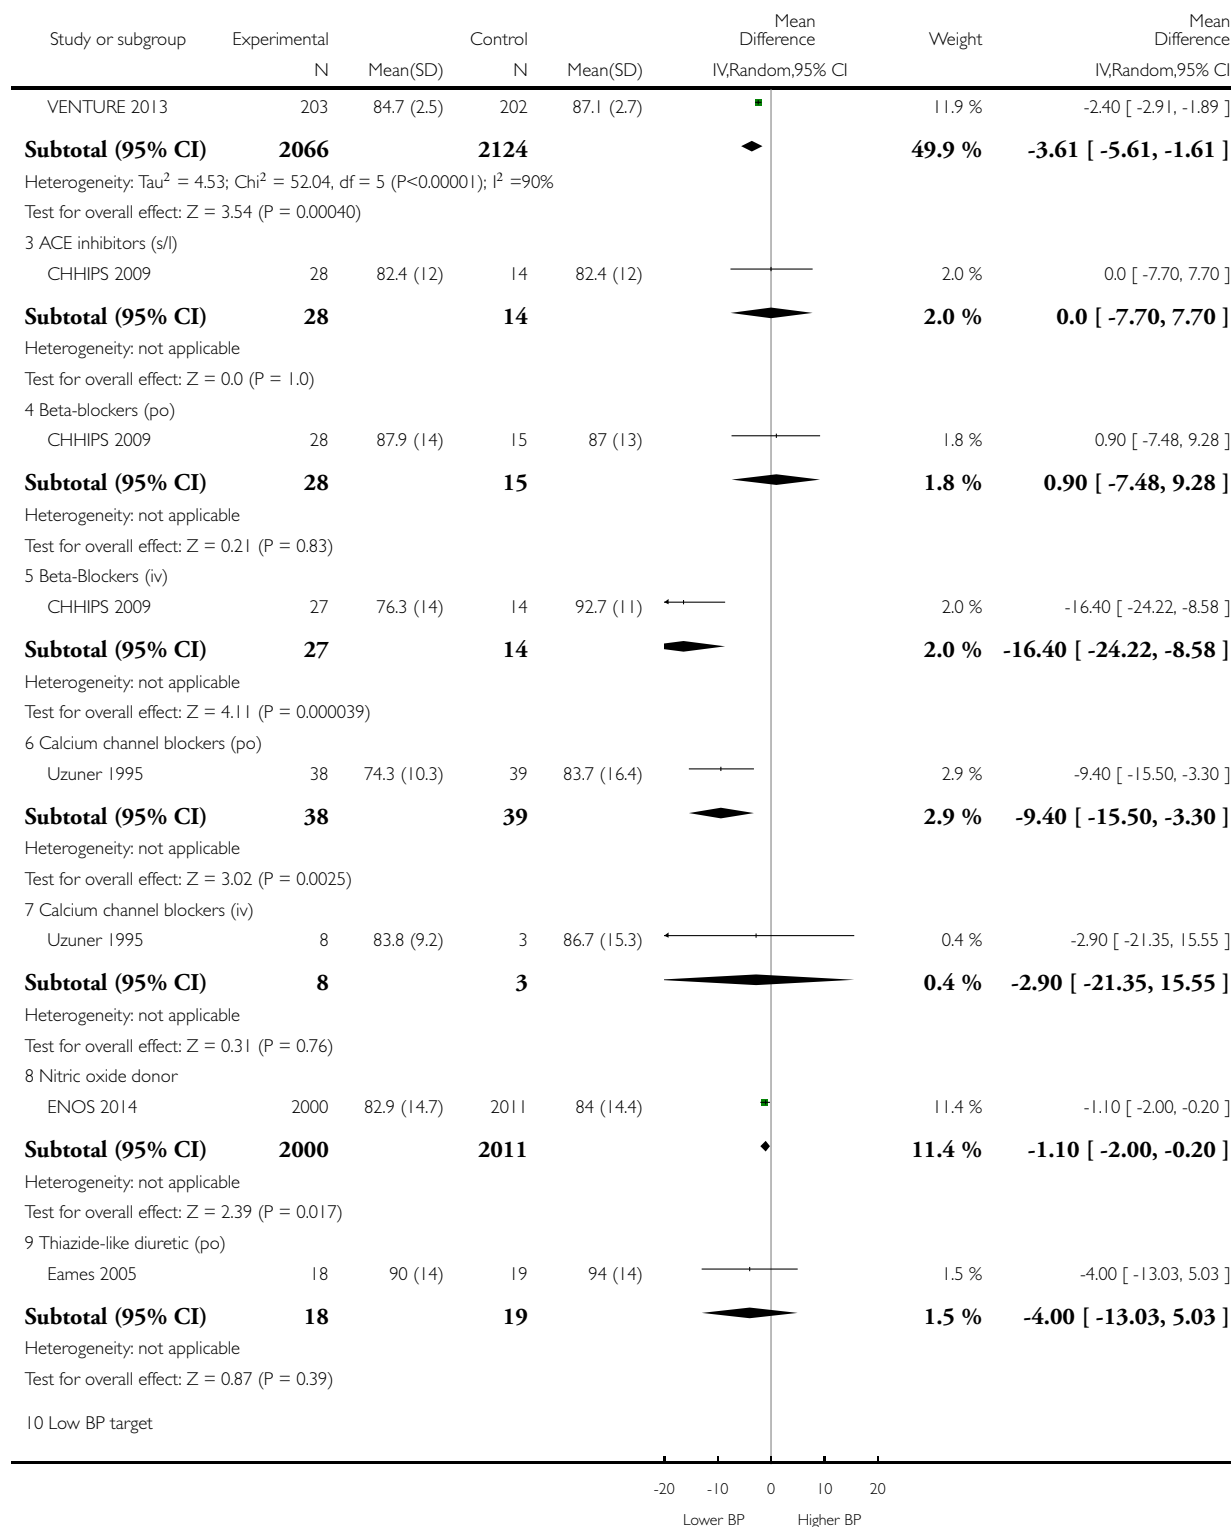 Study or subgroup Experimental Control Mean Difference Weight Mean Difference
N Mean(SD) N Mean(SD) IV,Random,95% CI IV,Random,95% CI
VENTURE 2013 203 84.7 (2.5) 202 87.1 (2.7) 11.9 % -2.40 [ -2.91, -1.89 ]
Subtotal (95% CI) 2066 2124 49.9 % -3.61 [ -5.61, -1.61 ]
Heterogeneity: Tau² = 4.53; Chi² = 52.04, df = 5 (P<0.00001); I² =90%
Test for overall effect: Z = 3.54 (P = 0.00040)
3 ACE inhibitors (s/l)
CHHIPS 2009 28 82.4 (12) 14 82.4 (12) 2.0 % 0.0 [ -7.70, 7.70 ]
Subtotal (95% CI) 28 14 2.0 % 0.0 [ -7.70, 7.70 ]
Heterogeneity: not applicable
Test for overall effect: Z = 0.0 (P = 1.0)
4 Beta-blockers (po)
CHHIPS 2009 28 87.9 (14) 15 87 (13) 1.8 % 0.90 [ -7.48, 9.28 ]
Subtotal (95% CI) 28 15 1.8 % 0.90 [ -7.48, 9.28 ]
Heterogeneity: not applicable
Test for overall effect: Z = 0.21 (P = 0.83)
5 Beta-Blockers (iv)
CHHIPS 2009 27 76.3 (14) 14 92.7 (11) 2.0 % -16.40 [ -24.22, -8.58 ]
Subtotal (95% CI) 27 14 2.0 % -16.40 [ -24.22, -8.58 ]
Heterogeneity: not applicable
Test for overall effect: Z = 4.11 (P = 0.000039)
6 Calcium channel blockers (po)
Uzuner 1995 38 74.3 (10.3) 39 83.7 (16.4) 2.9 % -9.40 [ -15.50, -3.30 ]
Subtotal (95% CI) 38 39 2.9 % -9.40 [ -15.50, -3.30 ]
Heterogeneity: not applicable
Test for overall effect: Z = 3.02 (P = 0.0025)
7 Calcium channel blockers (iv)
Uzuner 1995 8 83.8 (9.2) 3 86.7 (15.3) 0.4 % -2.90 [ -21.35, 15.55 ]
Subtotal (95% CI) 8 3 0.4 % -2.90 [ -21.35, 15.55 ]
Heterogeneity: not applicable
Test for overall effect: Z = 0.31 (P = 0.76)
8 Nitric oxide donor
ENOS 2014 2000 82.9 (14.7) 2011 84 (14.4) 11.4 % -1.10 [ -2.00, -0.20 ]
Subtotal (95% CI) 2000 2011 11.4 % -1.10 [ -2.00, -0.20 ]
Heterogeneity: not applicable
Test for overall effect: Z = 2.39 (P = 0.017)
9 Thiazide-like diuretic (po)
Eames 2005 18 90 (14) 19 94 (14) 1.5 % -4.00 [ -13.03, 5.03 ]
Subtotal (95% CI) 18 19 1.5 % -4.00 [ -13.03, 5.03 ]
Heterogeneity: not applicable
Test for overall effect: Z = 0.87 (P = 0.39)
10 Low BP target
-20 -10 0 10 20
Lower BP Higher BP